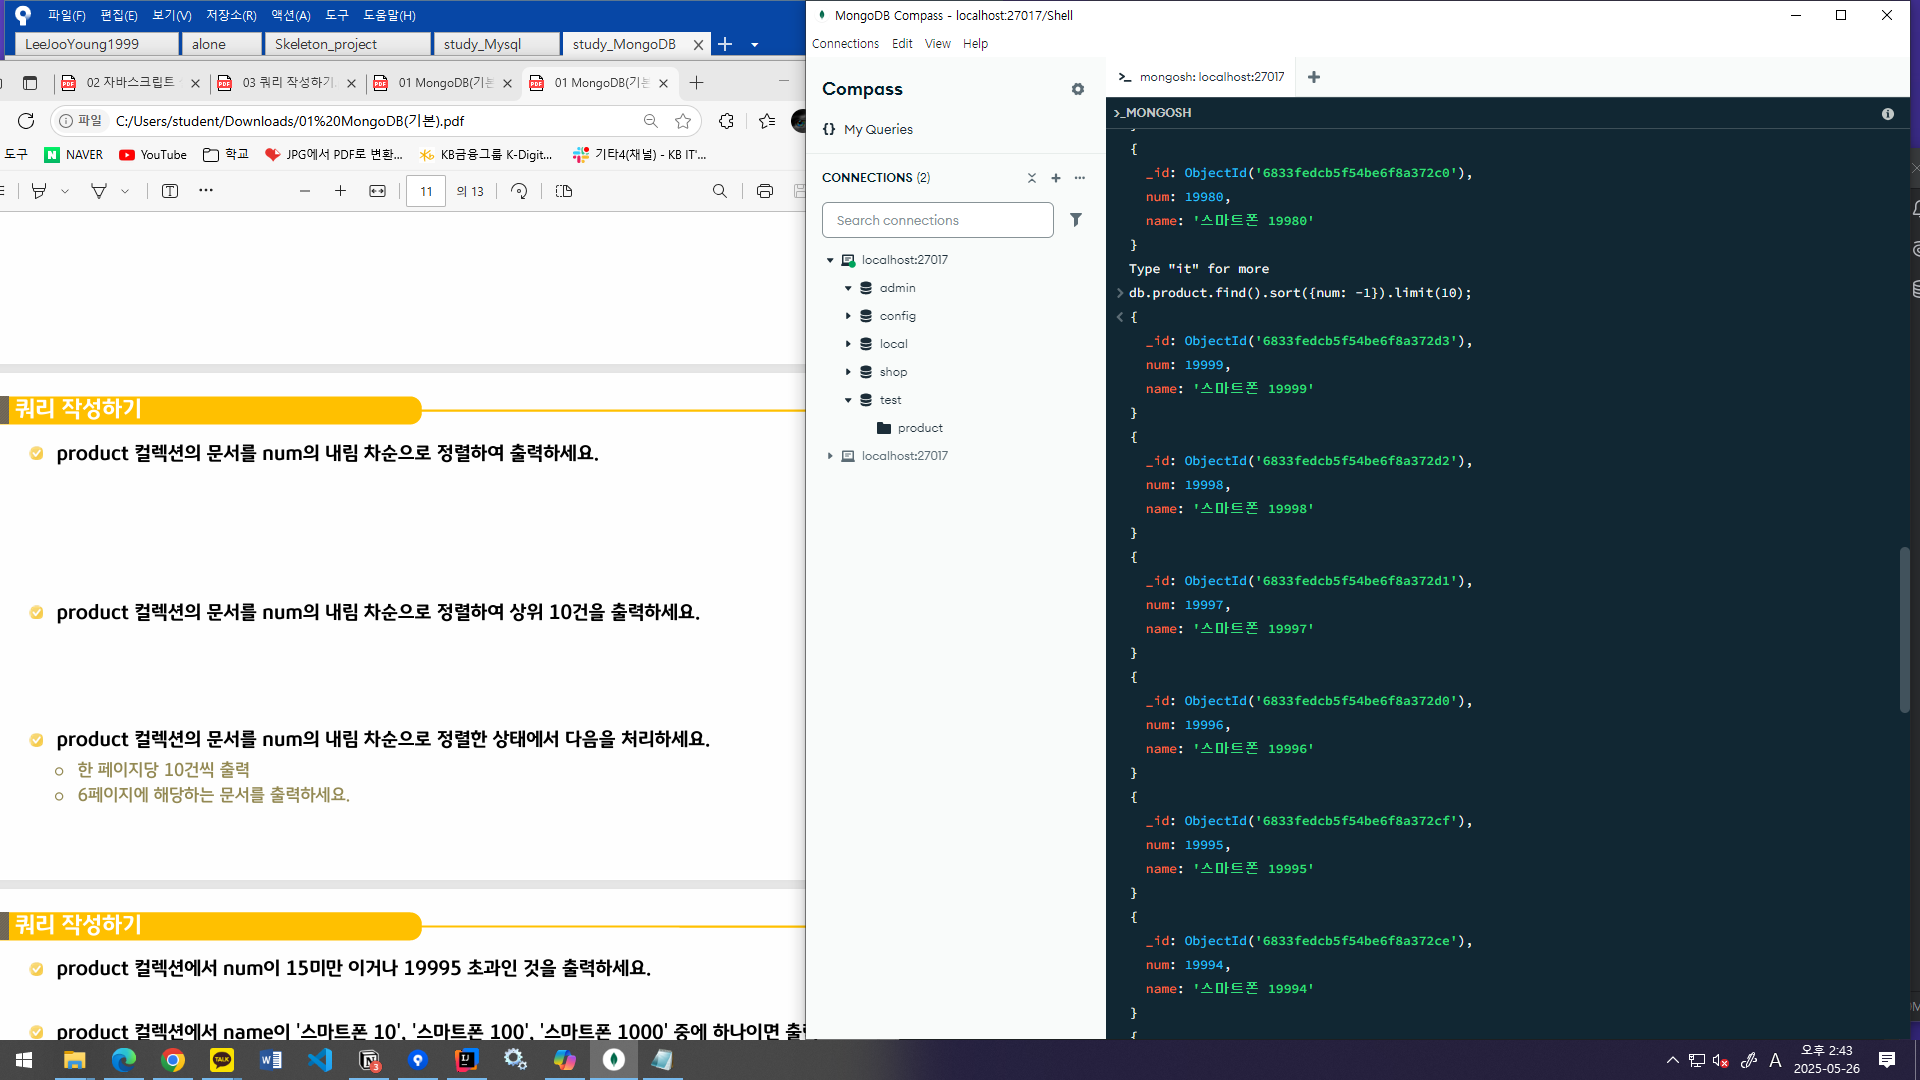 파일(F) 편집(E) 보기(V) 저장소(R) 액션(A) 도구 도움말(H)
LeeJooYoung1999 alone Skeleton_project study_Mysql study_MongoDB
02 자바스크립트 03 쿼리 작성하기 01 MongoDB(기본 01 MongoDB(기본
파일 C:/Users/student/Downloads/01%20MongoDB(기본).pdf
도구 NAVER YouTube 학교 JPG에서 PDF로 변환... KB금융그룹 K-Digit... 기타4(채널) - KB IT'...
11 의 13
쿼리 작성하기
product 컬렉션의 문서를 num의 내림 차순으로 정렬하여 출력하세요.
product 컬렉션의 문서를 num의 내림 차순으로 정렬하여 상위 10건을 출력하세요.
product 컬렉션의 문서를 num의 내림 차순으로 정렬한 상태에서 다음을 처리하세요.
한 페이지당 10건씩 출력
6페이지에 해당하는 문서를 출력하세요.
쿼리 작성하기
product 컬렉션에서 num이 15미만 이거나 19995 초과인 것을 출력하세요.
product 컬렉션에서 name이 '스마트폰 10', '스마트폰 100', '스마트폰 1000' 중에 하나이면
MongoDB Compass - localhost:27017/Shell
Connections Edit View Help
Compass
{} My Queries
CONNECTIONS (2)
Search connections
localhost:27017
admin
config
local
shop
test
product
localhost:27017
mongosh: localhost:27017
>_MONGOSH
{
_id: ObjectId('6833fedcb5f54be6f8a372c0'),
num: 19980,
name: '스마트폰 19980'
}
Type "it" for more
db.product.find().sort({num: -1}).limit(10);
{
_id: ObjectId('6833fedcb5f54be6f8a372d3'),
num: 19999,
name: '스마트폰 19999'
}
{
_id: ObjectId('6833fedcb5f54be6f8a372d2'),
num: 19998,
name: '스마트폰 19998'
}
{
_id: ObjectId('6833fedcb5f54be6f8a372d1'),
num: 19997,
name: '스마트폰 19997'
}
{
_id: ObjectId('6833fedcb5f54be6f8a372d0'),
num: 19996,
name: '스마트폰 19996'
}
{
_id: ObjectId('6833fedcb5f54be6f8a372cf'),
num: 19995,
name: '스마트폰 19995'
}
{
_id: ObjectId('6833fedcb5f54be6f8a372ce'),
num: 19994,
name: '스마트폰 19994'
}
A 오후 2:43
2025-05-26